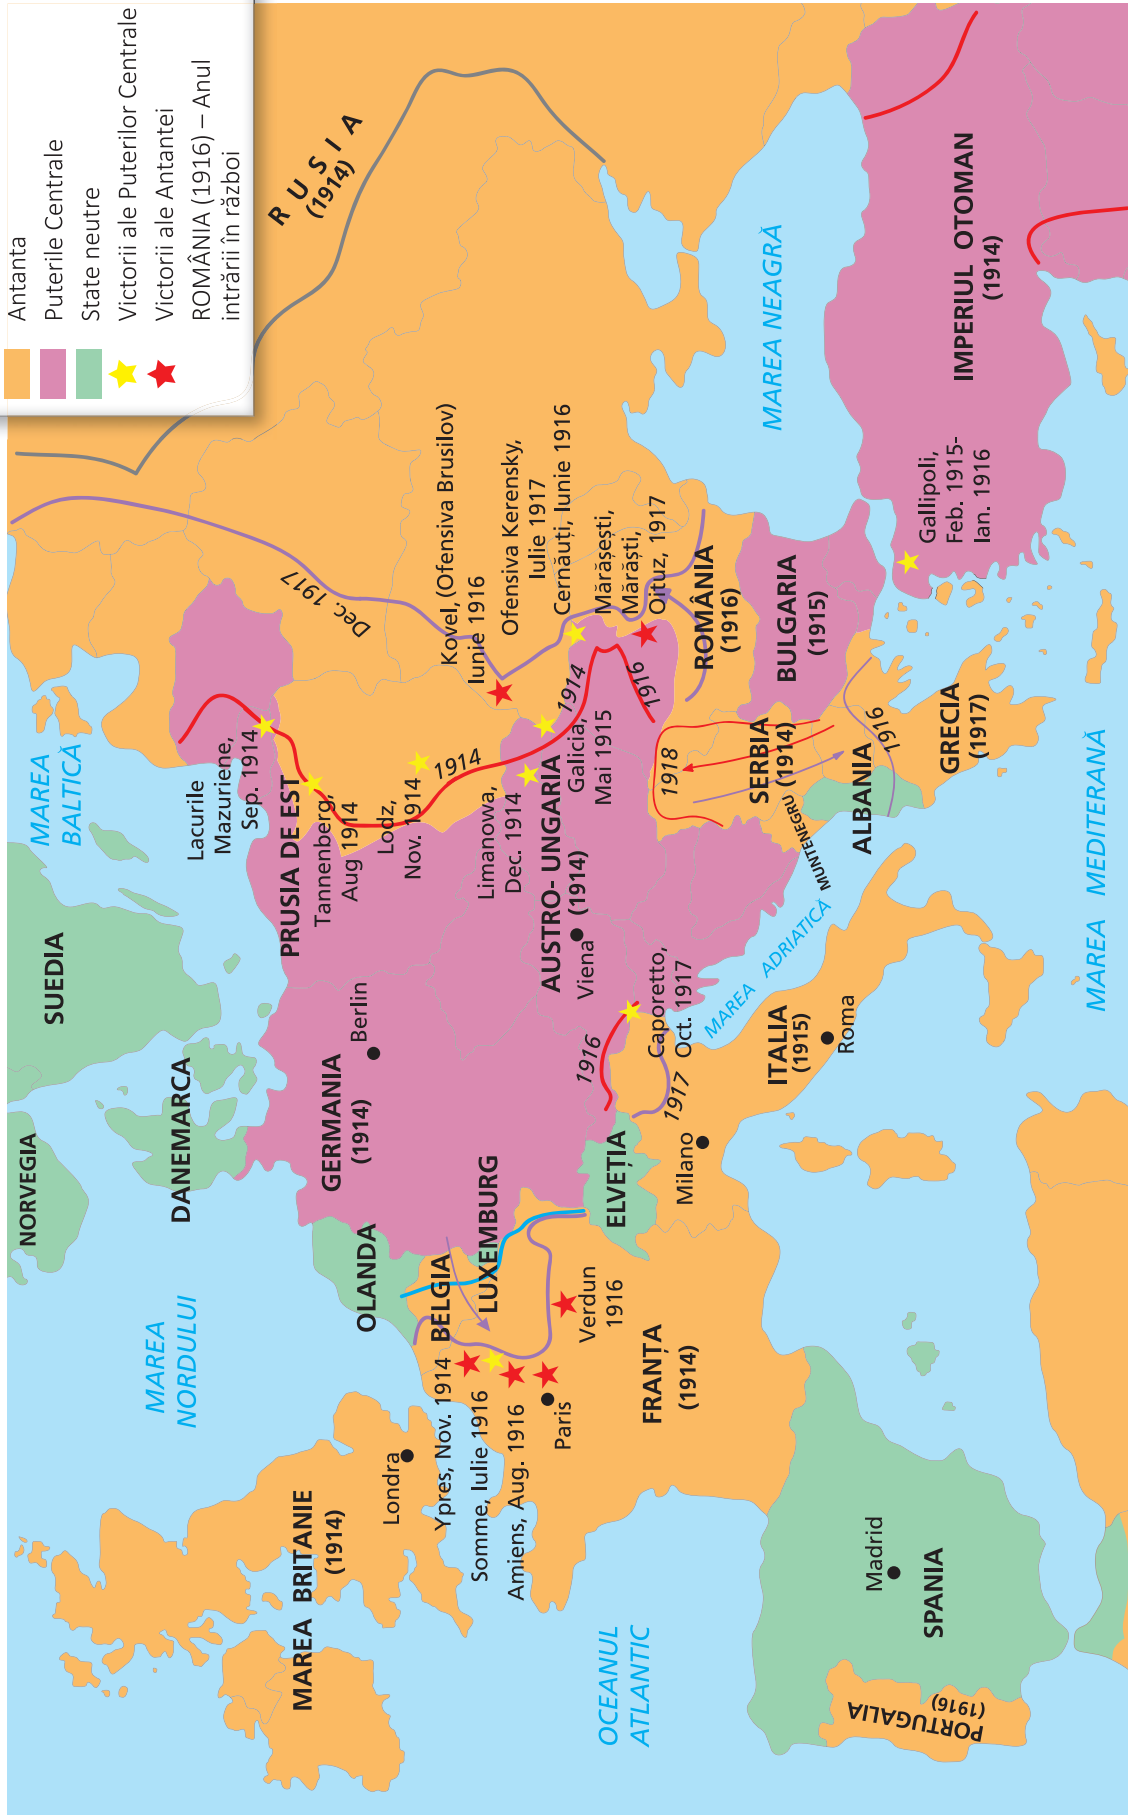 Antanta
Puterile Centrale
State neutre
Victorii ale Puterilor Centrale
Victorii ale Antantei
ROMÂNIA (1916) – Anul
intrării în război
NORVEGIA
SUEDIA
MAREA
BALTICĂ
DANEMARCA
MAREA
NORDULUI
RUSIA
(1914)
Dec. 1917
Lacurile
Mazuriene,
Sep. 1914
PRUSIA DE EST
Tannenberg,
Aug 1914
Lodz,
Nov. 1914
1914
MAREA BRITANIE
(1914)
Londra
OLANDA
GERMANIA
(1914)
Berlin
BELGIA
LUXEMBURG
Ypres, Nov. 1914
Somme, Iulie 1916
Amiens, Aug. 1916
Paris
Verdun
1916
FRANȚA
(1914)
Kovel, (Ofensiva Brusilov)
Iunie 1916
Ofensiva Kerensky,
Iulie 1917
Cernăuți, Iunie 1916
Mărășești,
Mărăști,
Oituz, 1917
Limanowa,
Dec. 1914
1914
Galicia,
Mai 1915
1916
AUSTRO- UNGARIA
(1914)
Viena
ELVEȚIA
1916
Caporetto,
Oct. 1917
1917
Milano
ROMÂNIA
(1916)
1918
SERBIA
(1914)
MUNTENEGRU
BULGARIA
(1915)
MAREA NEAGRĂ
OCEANUL
ATLANTIC
MAREA ADRIATICĂ
ITALIA
(1915)
Roma
ALBANIA
1916
GRECIA
(1917)
Gallipoli,
Feb. 1915-
Ian. 1916
IMPERIUL OTOMAN
(1914)
Madrid
SPANIA
PORTUGALIA
(1916)
MAREA MEDITERANĂ